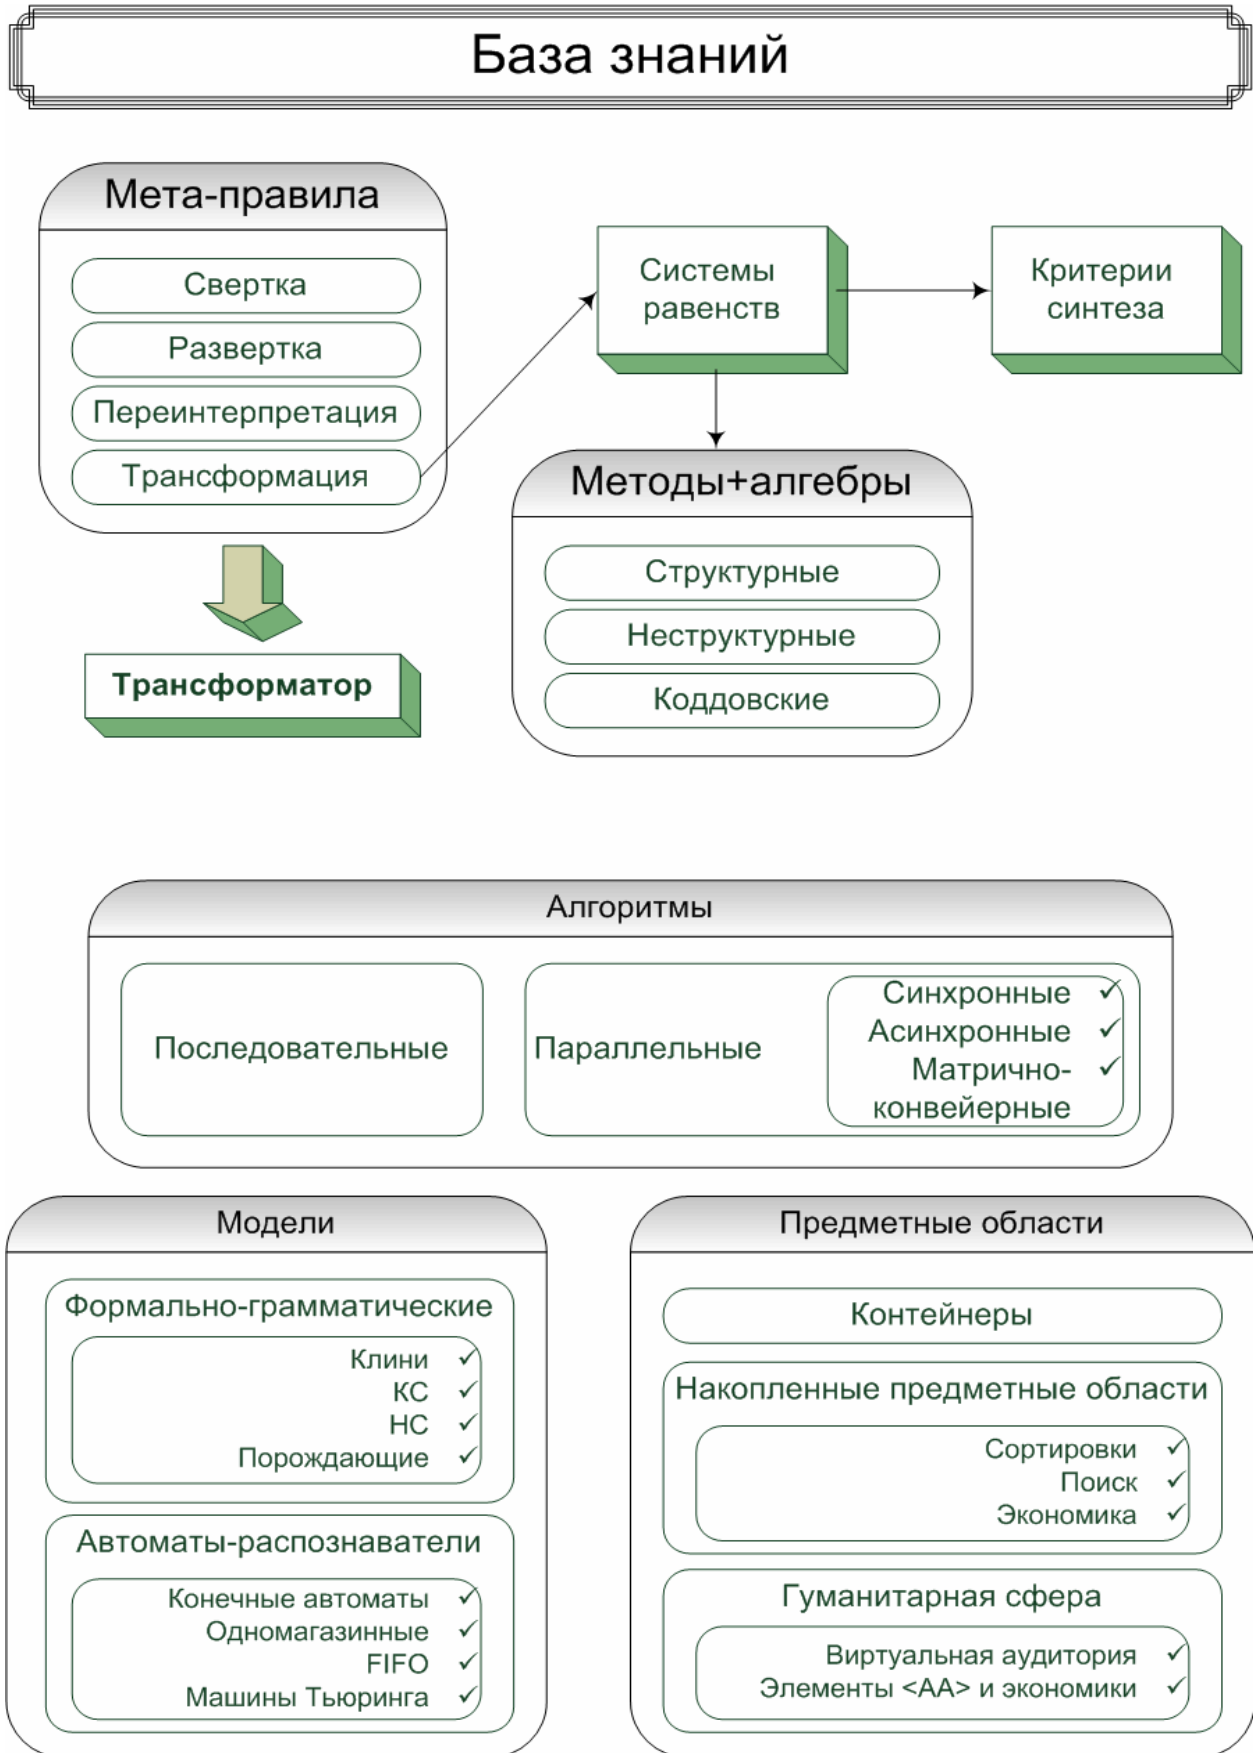 База знаний
Мета-правила
Свертка
Развертка
Переинтерпретация
Трансформация
Трансформатор
Системы
равенств
Критерии
синтеза
Методы+алгебры
Структурные
Неструктурные
Коддовские
Алгоритмы
Последовательные
Параллельные
Синхронные ✓
Асинхронные ✓
Матрично- ✓
конвейерные
Модели
Формально-грамматические
Клини ✓
КС ✓
НС ✓
Порождающие ✓
Автоматы-распознаватели
Конечные автоматы ✓
Одномагазинные ✓
FIFO ✓
Машины Тьюринга ✓
Предметные области
Контейнеры
Накопленные предметные области
Сортировки ✓
Поиск ✓
Экономика ✓
Гуманитарная сфера
Виртуальная аудитория ✓
Элементы <АА> и экономики ✓